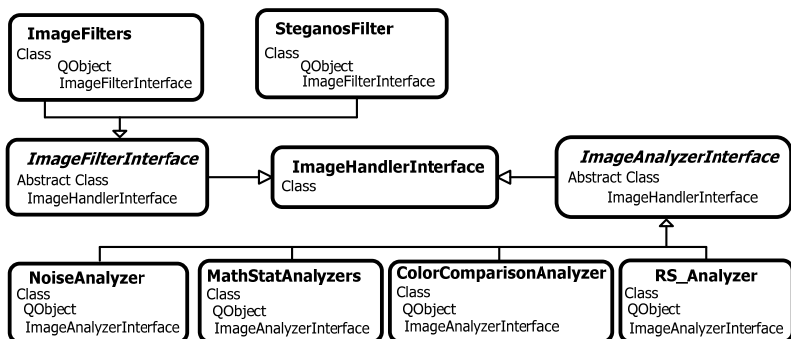 ImageFilters
Class
QObject
ImageFilterInterface
SteganosFilter
Class
QObject
ImageFilterInterface
ImageFilterInterface
Abstract Class
ImageHandlerInterface
ImageHandlerInterface
Class
ImageAnalyzerInterface
Abstract Class
ImageHandlerInterface
NoiseAnalyzer
Class
QObject
ImageAnalyzerInterface
MathStatAnalyzers
Class
QObject
ImageAnalyzerInterface
ColorComparisonAnalyzer
Class
QObject
ImageAnalyzerInterface
RS_Analyzer
Class
QObject
ImageAnalyzerInterface